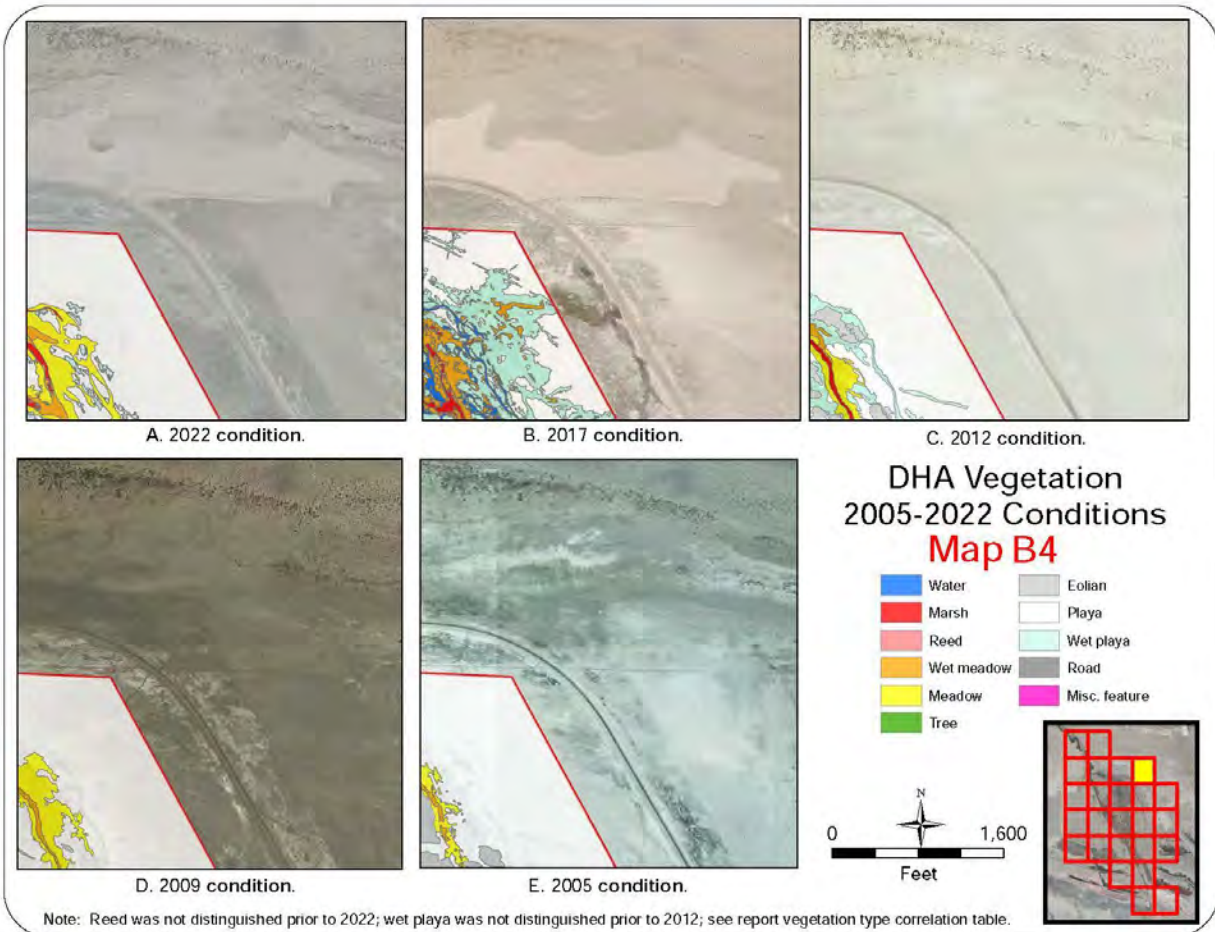 A. 2022 condition.
B. 2017 condition.
C. 2012 condition.
D. 2009 condition.
E. 2005 condition.
DHA Vegetation
2005-2022 Conditions
Map B4
Water
Marsh
Reed
Wet meadow
Meadow
Tree
Eolian
Playa
Wet playa
Road
Misc. feature
N
0 1,600
Feet
Note: Reed was not distinguished prior to 2022; wet playa was not distinguished prior to 2012; see report vegetation type correlation table.